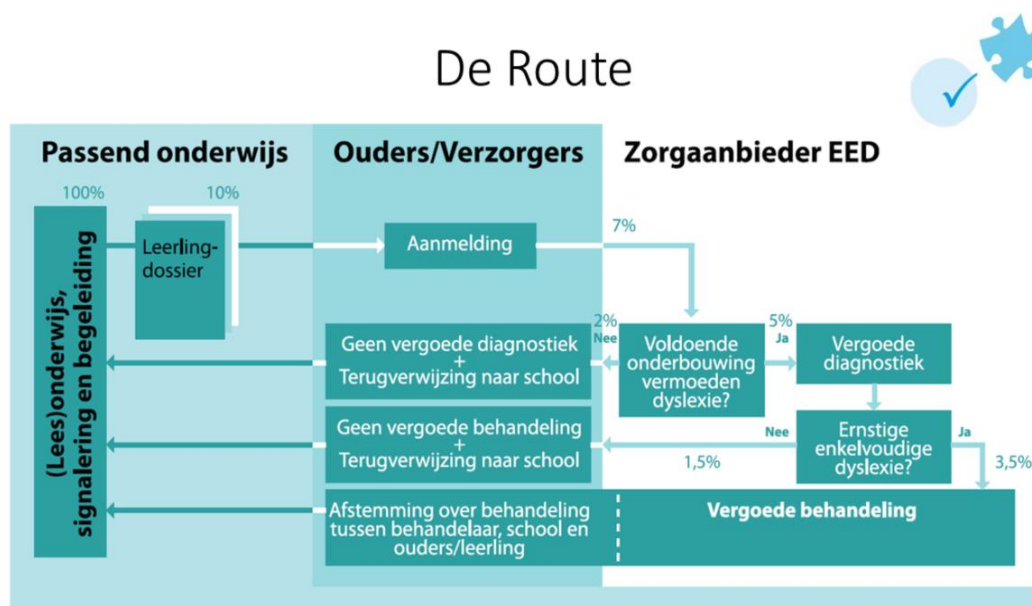 De Route
Passend onderwijs
Ouders/Verzorgers
Zorgaanbieder EED
100%
10%
(Lees)onderwijs,
signalering en begeleiding
Leerling-
dossier
Aanmelding
7%
2%
Nee
Voldoende
onderbouwing
vermoeden
dyslexie?
5%
Ja
Vergoede
diagnostiek
Geen vergoede diagnostiek
+
Terugverwijzing naar school
Geen vergoede behandeling
+
Terugverwijzing naar school
Nee
1,5%
Ernstige
enkelvoudige
dyslexie?
Ja
3,5%
Afstemming over behandeling
tussen behandelaar, school en
ouders/leerling
Vergoede behandeling